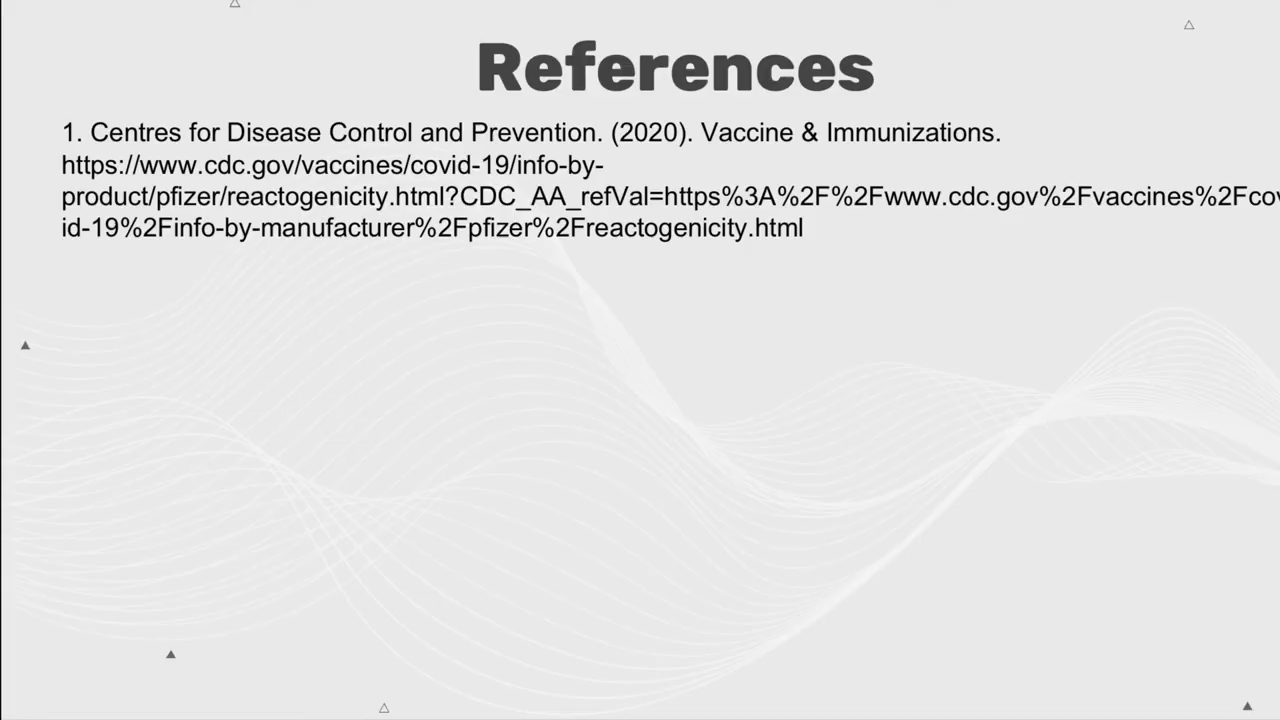 References
1. Centres for Disease Control and Prevention. (2020). Vaccine & Immunizations.
https://www.cdc.gov/vaccines/covid-19/info-by-
product/pfizer/reactogenicity.html?CDC_AA_refVal=https%3A%2F%2Fwww.cdc.gov%2Fvaccines%2Fcov
id-19%2Finfo-by-manufacturer%2Fpfizer%2Freactogenicity.html